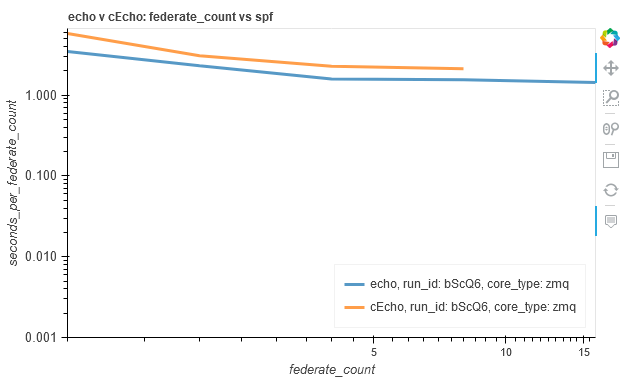 echo v cEcho: federate_count vs spf
seconds_per_federate_count
1.000
0.100
0.010
0.001
echo, run_id: bScQ6, core_type: zmq
cEcho, run_id: bScQ6, core_type: zmq
5
10
15
federate_count